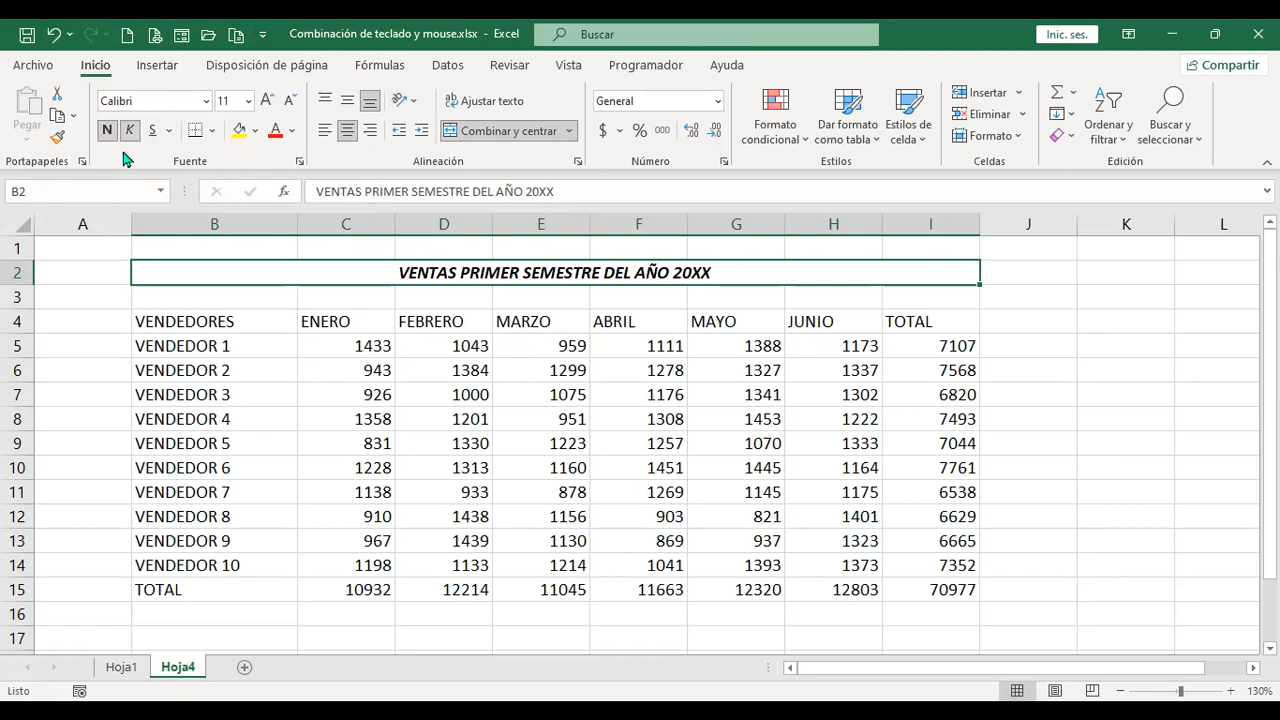 Combinación de teclado y mouse.xlsx - Excel
Buscar
Inic. ses.
Archivo Inicio Insertar Disposición de página Fórmulas Datos Revisar Vista Programador Ayuda Compartir
Pegar
Calibri 11
N K S
Ajustar texto
Combinar y centrar
General
$ % 000
Formato condicional
Dar formato como tabla
Estilos de celda
Insertar
Eliminar
Formato
Ordenar y filtrar
Buscar y seleccionar
Portapapeles Fuente Alineación Número Estilos Celdas Edición
B2 fx VENTAS PRIMER SEMESTRE DEL AÑO 20XX
A B C D E F G H I J K L
1
2 VENTAS PRIMER SEMESTRE DEL AÑO 20XX
3
4 VENDEDORES ENERO FEBRERO MARZO ABRIL MAYO JUNIO TOTAL
5 VENDEDOR 1 1433 1043 959 1111 1388 1173 7107
6 VENDEDOR 2 943 1384 1299 1278 1327 1337 7568
7 VENDEDOR 3 926 1000 1075 1176 1341 1302 6820
8 VENDEDOR 4 1358 1201 951 1308 1453 1222 7493
9 VENDEDOR 5 831 1330 1223 1257 1070 1333 7044
10 VENDEDOR 6 1228 1313 1160 1451 1445 1164 7761
11 VENDEDOR 7 1138 933 878 1269 1145 1175 6538
12 VENDEDOR 8 910 1438 1156 903 821 1401 6629
13 VENDEDOR 9 967 1439 1130 869 937 1323 6665
14 VENDEDOR 10 1198 1133 1214 1041 1393 1373 7352
15 TOTAL 10932 12214 11045 11663 12320 12803 70977
16
17
Hoja1 Hoja4
Listo 130%